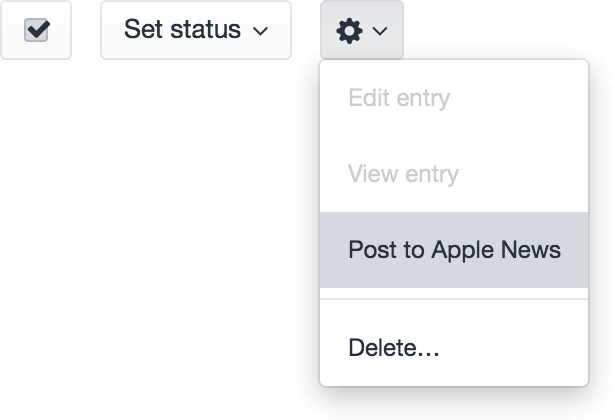 Set status
Edit entry
View entry
Post to Apple News
Delete…